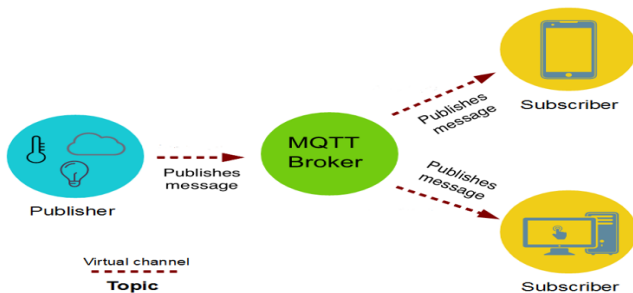 Publisher
Publishes
message
MQTT
Broker
Publishes
message
Subscriber
Publishes
message
Subscriber
Virtual channel
Topic